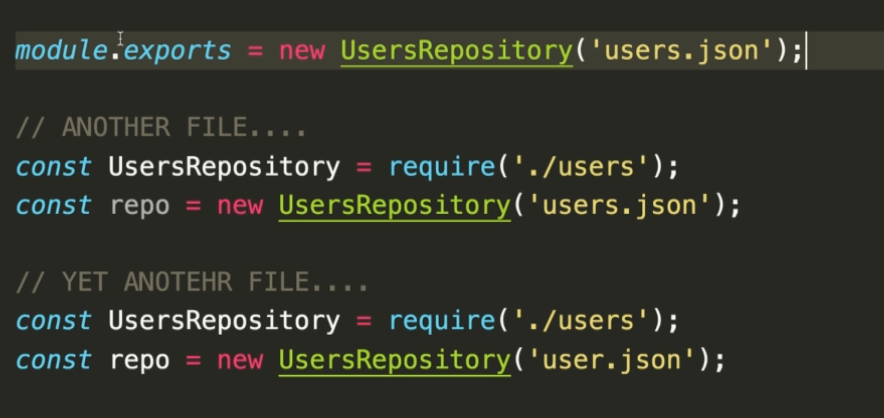 module.exports = new UsersRepository('users.json');
// ANOTHER FILE....
const UsersRepository = require('./users');
const repo = new UsersRepository('users.json');
// YET ANOTEHR FILE....
const UsersRepository = require('./users');
const repo = new UsersRepository('user.json');